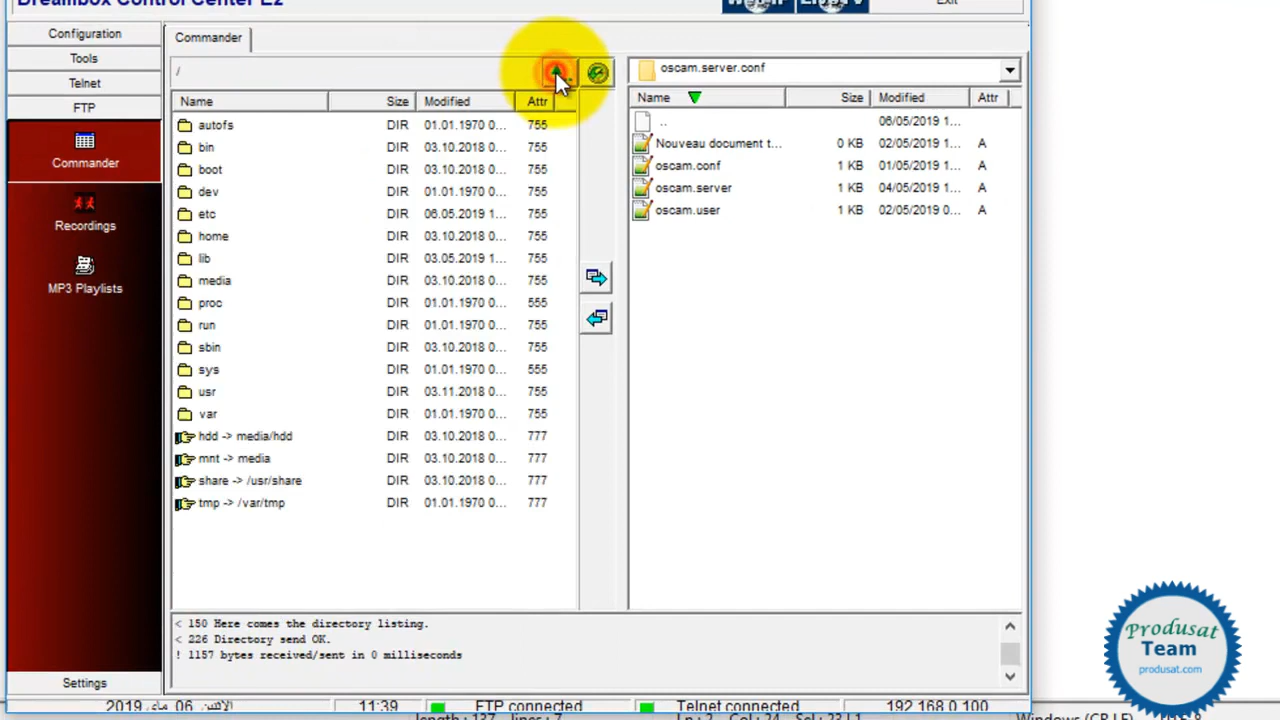 Dreambox Control Center E2
Exit
Configuration
Tools
Telnet
FTP
Commander
Recordings
MP3 Playlists
Settings
Commander
/
Name Size Modified Attr
autofs DIR 01.01.1970 0... 755
bin DIR 03.10.2018 0... 755
boot DIR 03.10.2018 0... 755
dev DIR 01.01.1970 0... 755
etc DIR 06.05.2019 1... 755
home DIR 03.10.2018 0... 755
lib DIR 03.05.2019 1... 755
media DIR 03.10.2018 0... 755
proc DIR 01.01.1970 0... 555
run DIR 01.01.1970 0... 755
sbin DIR 03.10.2018 0... 755
sys DIR 01.01.1970 0... 555
usr DIR 03.11.2018 0... 755
var DIR 01.01.1970 0... 755
hdd -> media/hdd DIR 03.10.2018 0... 777
mnt -> media DIR 03.10.2018 0... 777
share -> /usr/share DIR 03.10.2018 0... 777
tmp -> /var/tmp DIR 01.01.1970 0... 777
oscam.server.conf
Name Size Modified Attr
.. 06/05/2019 1...
Nouveau document t... 0 KB 02/05/2019 1... A
oscam.conf 1 KB 01/05/2019 1... A
oscam.server 1 KB 04/05/2019 1... A
oscam.user 1 KB 02/05/2019 0... A
< 150 Here comes the directory listing.
< 226 Directory send OK.
! 1157 bytes received/sent in 0 milliseconds
الاثنين, 06 ماي, 2019 11:39 FTP connected Telnet connected 192.168.0.100
Produsat
Team
produsat.com